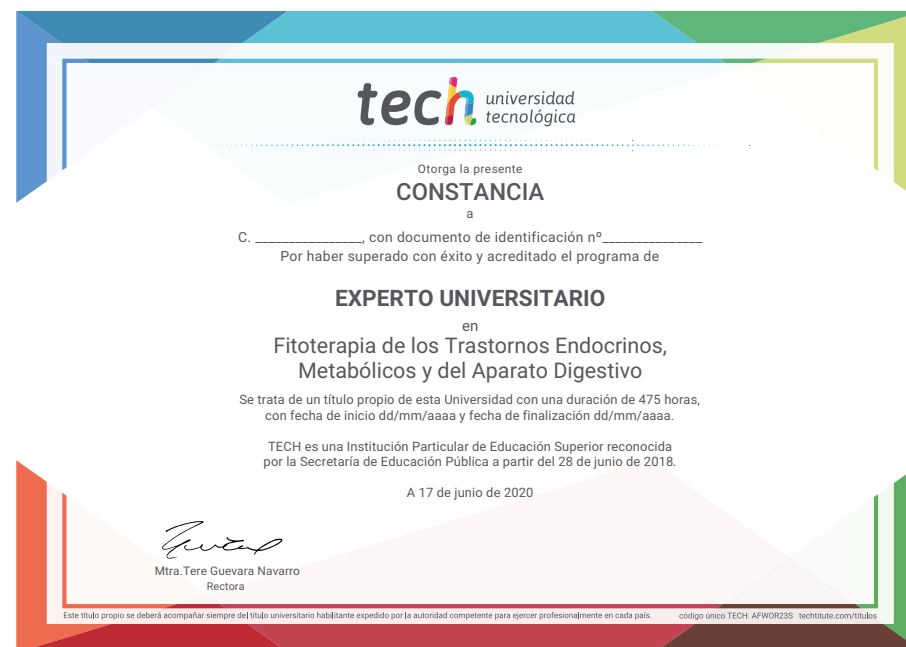 tech universidad
tecnológica
Otorga la presente
CONSTANCIA
a
C. ________________, con documento de identificación nº_______________
Por haber superado con éxito y acreditado el programa de
EXPERTO UNIVERSITARIO
en
Fitoterapia de los Trastornos Endocrinos,
Metabólicos y del Aparato Digestivo
Se trata de un título propio de esta Universidad con una duración de 475 horas,
con fecha de inicio dd/mm/aaaa y fecha de finalización dd/mm/aaaa.
TECH es una Institución Particular de Educación Superior reconocida
por la Secretaría de Educación Pública a partir del 28 de junio de 2018.
A 17 de junio de 2020
Mtra.Tere Guevara Navarro
Rectora
Este título propio se deberá acompañar siempre del título universitario habilitante expedido por la autoridad competente para ejercer profesionalmente en cada país. código único TECH: AFWOR23S techtitute.com/titulos